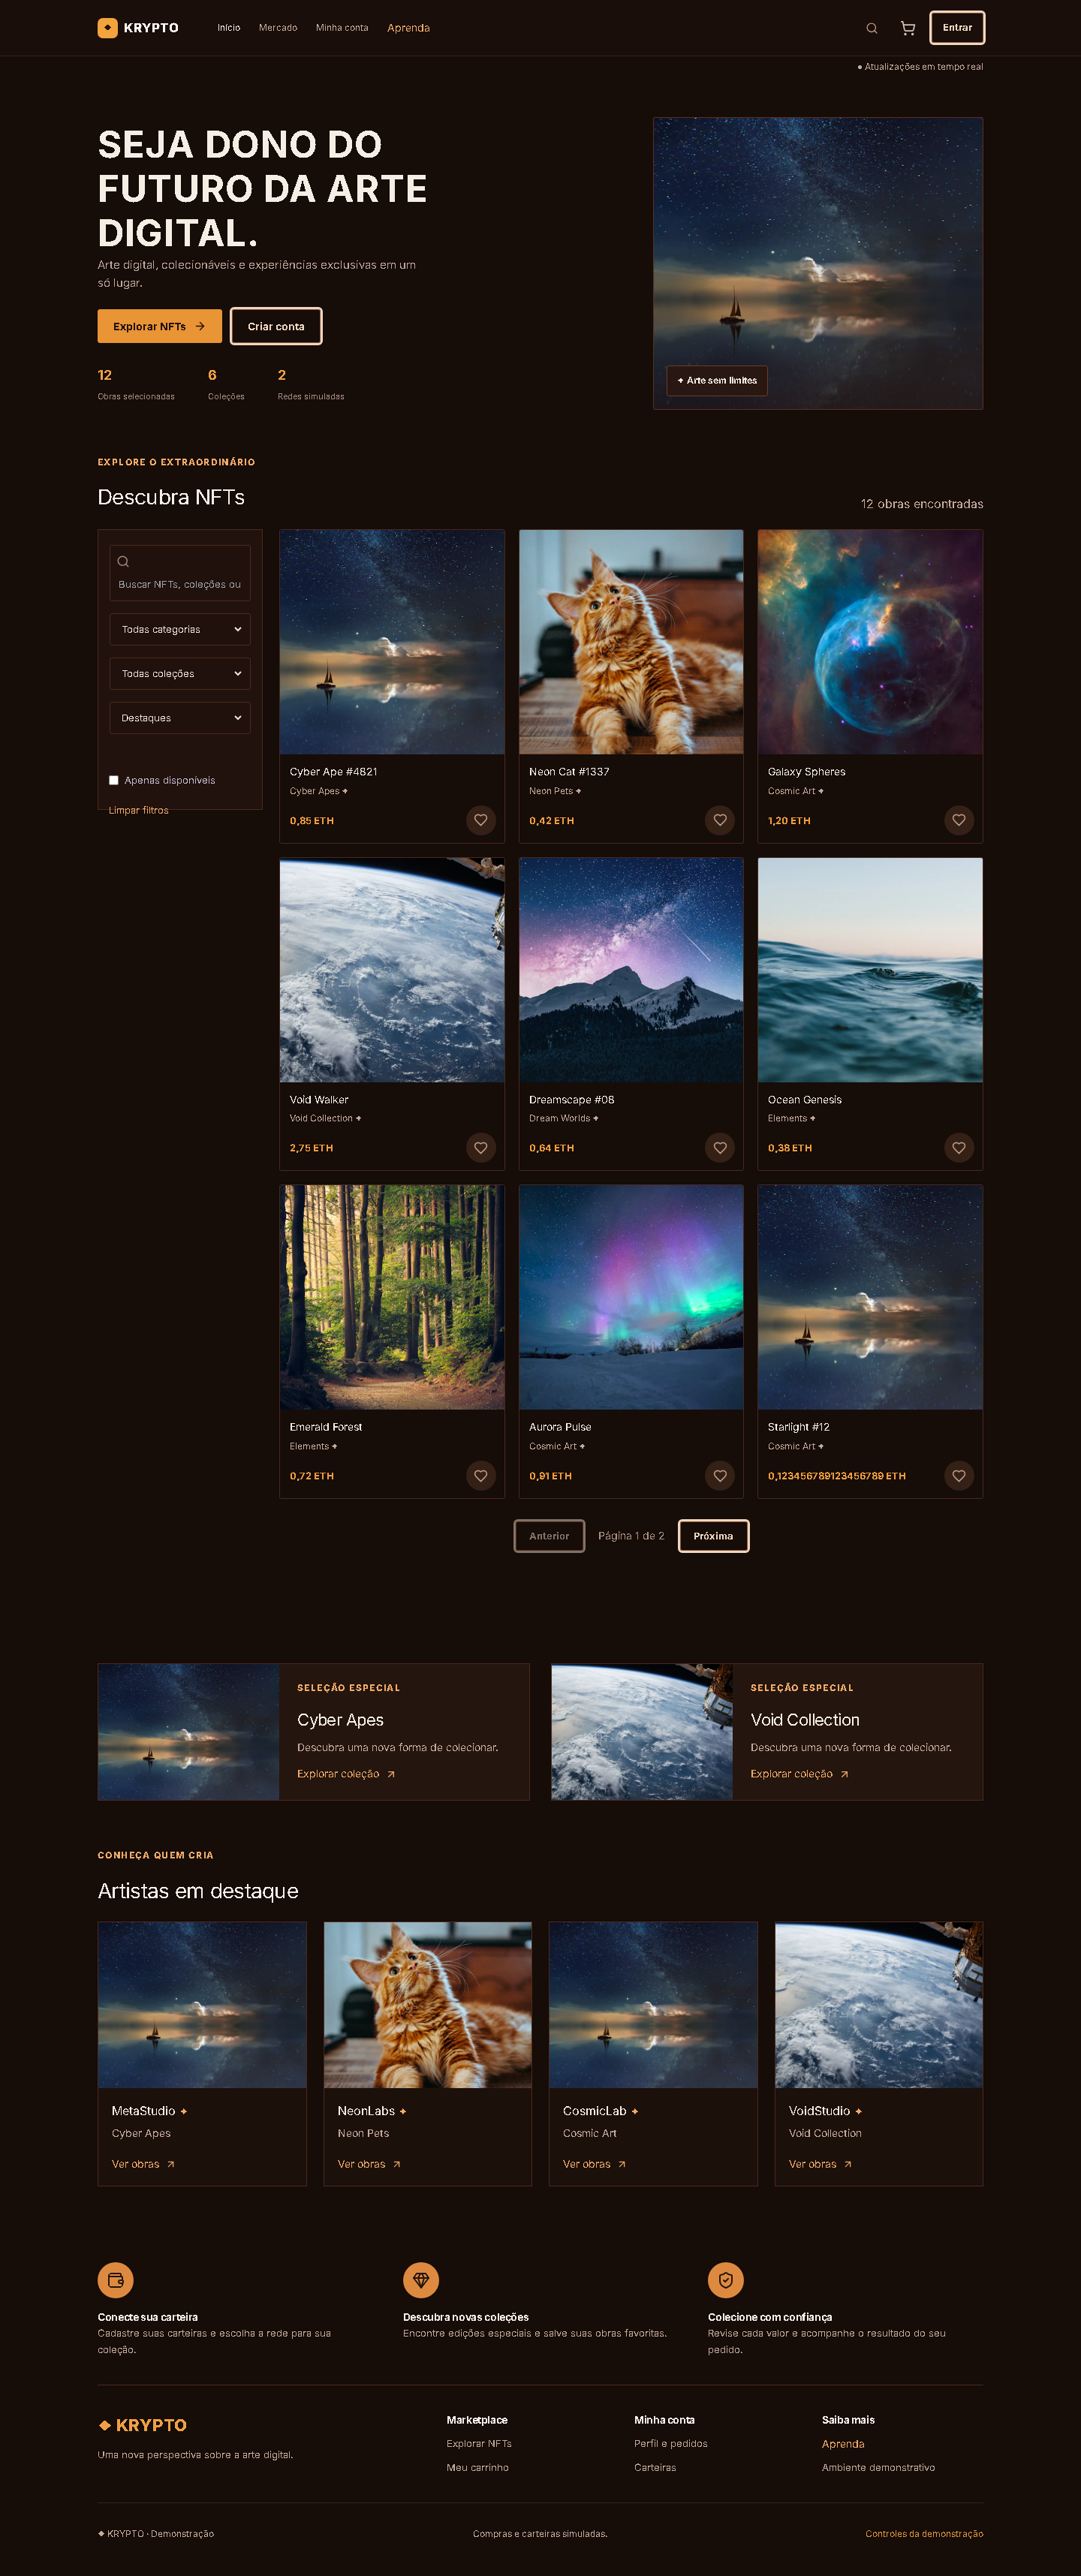 KRYPTO
Início Mercado Minha conta Aprenda
Entrar
● Atualizações em tempo real
SEJA DONO DO
FUTURO DA ARTE
DIGITAL.
Arte digital, colecionáveis e experiências exclusivas em um
só lugar.
Explorar NFTs →
Criar conta
12 6 2
Obras selecionadas Coleções Redes simuladas
✦ Arte sem limites
EXPLORE O EXTRAORDINÁRIO
Descubra NFTs
12 obras encontradas
Buscar NFTs, coleções ou
Todas categorias
Todas coleções
Destaques
Apenas disponíveis
Limpar filtros
Cyber Ape #4821
Cyber Apes ✦
0,85 ETH
Neon Cat #1337
Neon Pets ✦
0,42 ETH
Galaxy Spheres
Cosmic Art ✦
1,20 ETH
Void Walker
Void Collection ✦
2,75 ETH
Dreamscape #08
Dream Worlds ✦
0,64 ETH
Ocean Genesis
Elements ✦
0,38 ETH
Emerald Forest
Elements ✦
0,72 ETH
Aurora Pulse
Cosmic Art ✦
0,91 ETH
Starlight #12
Cosmic Art ✦
0,123456789123456789 ETH
Anterior Página 1 de 2 Próxima
SELEÇÃO ESPECIAL
Cyber Apes
Descubra uma nova forma de colecionar.
Explorar coleção ↗
SELEÇÃO ESPECIAL
Void Collection
Descubra uma nova forma de colecionar.
Explorar coleção ↗
CONHEÇA QUEM CRIA
Artistas em destaque
MetaStudio ✦
Cyber Apes
Ver obras ↗
NeonLabs ✦
Neon Pets
Ver obras ↗
CosmicLab ✦
Cosmic Art
Ver obras ↗
VoidStudio ✦
Void Collection
Ver obras ↗
Conecte sua carteira
Cadastre suas carteiras e escolha a rede para sua
coleção.
Descubra novas coleções
Encontre edições especiais e salve suas obras favoritas.
Colecione com confiança
Revise cada valor e acompanhe o resultado do seu
pedido.
◆ KRYPTO
Uma nova perspectiva sobre a arte digital.
Marketplace
Explorar NFTs
Meu carrinho
Minha conta
Perfil e pedidos
Carteiras
Saiba mais
Aprenda
Ambiente demonstrativo
◆ KRYPTO · Demonstração
Compras e carteiras simuladas.
Controles da demonstração